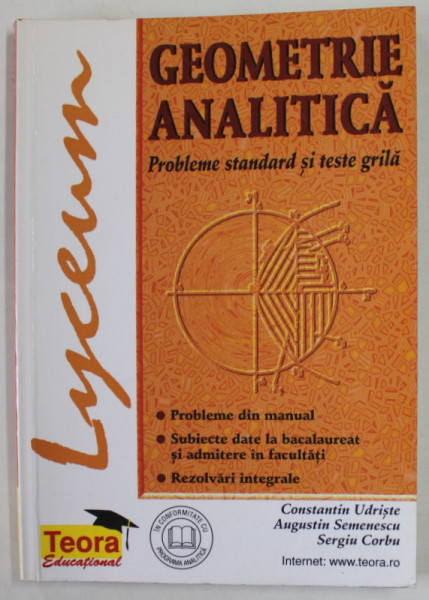 Lyceum
GEOMETRIE
ANALITICĂ
Probleme standard și teste grilă
Probleme din manual
Subiecte date la bacalaureat
și admitere în facultăți
Rezolvări integrale
Constantin Udriște
Augustin Semenescu
Sergiu Corbu
Teora
Educațional
ÎN CONFORMITATE CU
PROGRAMA ANALITICĂ
Internet: www.teora.ro